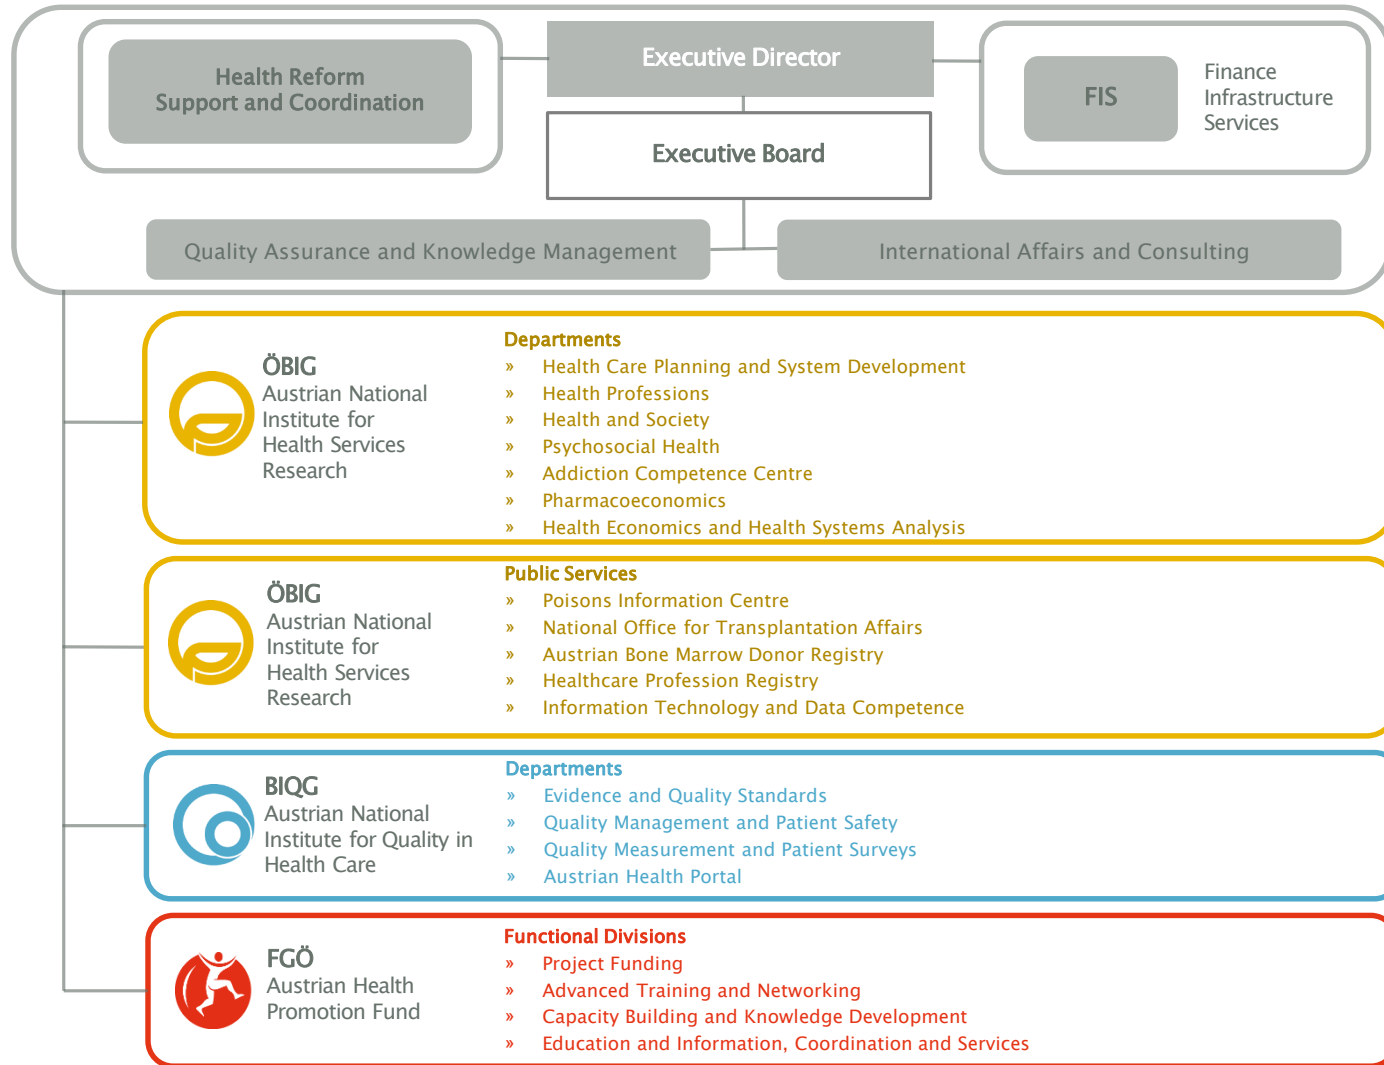 Health Reform
Support and Coordination
Executive Director
FIS
Finance
Infrastructure
Services
Executive Board
Quality Assurance and Knowledge Management
International Affairs and Consulting
ÖBIG
Austrian National
Institute for
Health Services
Research
Departments
» Health Care Planning and System Development
» Health Professions
» Health and Society
» Psychosocial Health
» Addiction Competence Centre
» Pharmacoeconomics
» Health Economics and Health Systems Analysis
ÖBIG
Austrian National
Institute for
Health Services
Research
Public Services
» Poisons Information Centre
» National Office for Transplantation Affairs
» Austrian Bone Marrow Donor Registry
» Healthcare Profession Registry
» Information Technology and Data Competence
BIQG
Austrian National
Institute for Quality in
Health Care
Departments
» Evidence and Quality Standards
» Quality Management and Patient Safety
» Quality Measurement and Patient Surveys
» Austrian Health Portal
FGÖ
Austrian Health
Promotion Fund
Functional Divisions
» Project Funding
» Advanced Training and Networking
» Capacity Building and Knowledge Development
» Education and Information, Coordination and Services